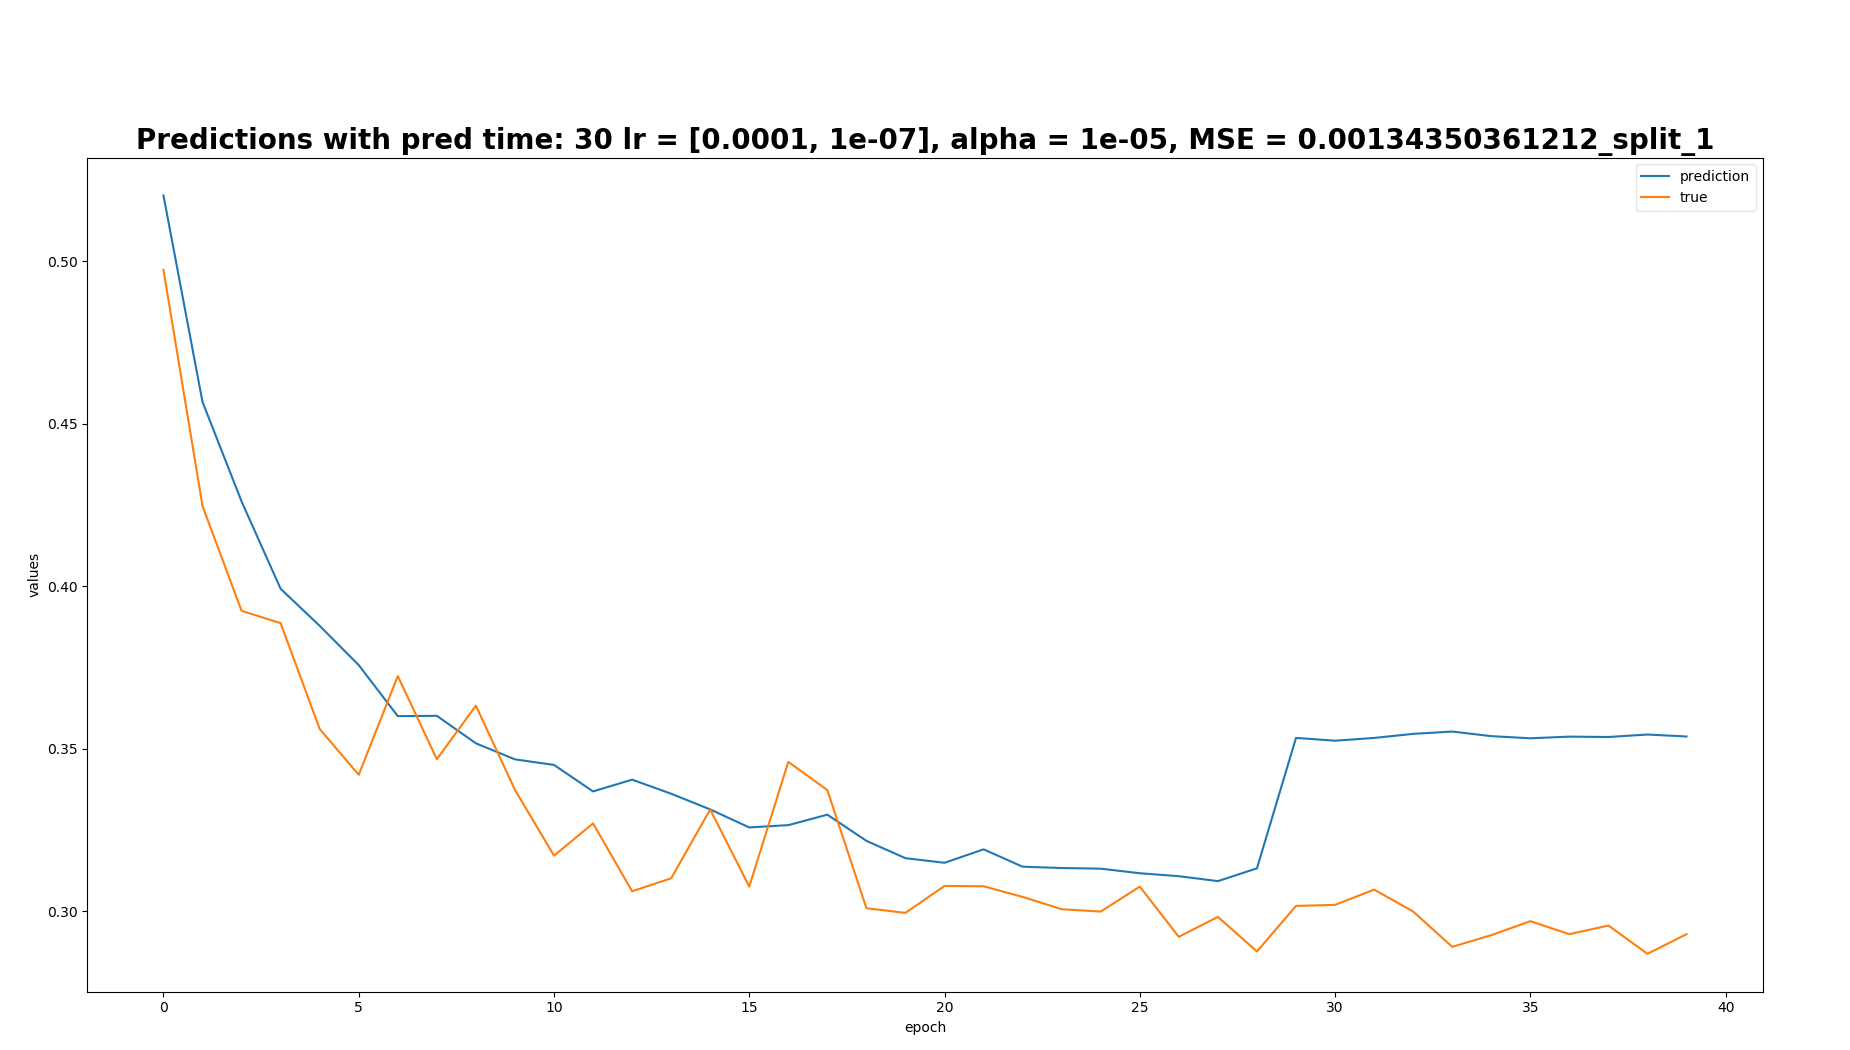 Predictions with pred time: 30 lr = [0.0001, 1e-07], alpha = 1e-05, MSE = 0.00134350361212_split_1
prediction
true
0.50
0.45
0.40
0.35
0.30
values
0 5 10 15 20 25 30 35 40
epoch